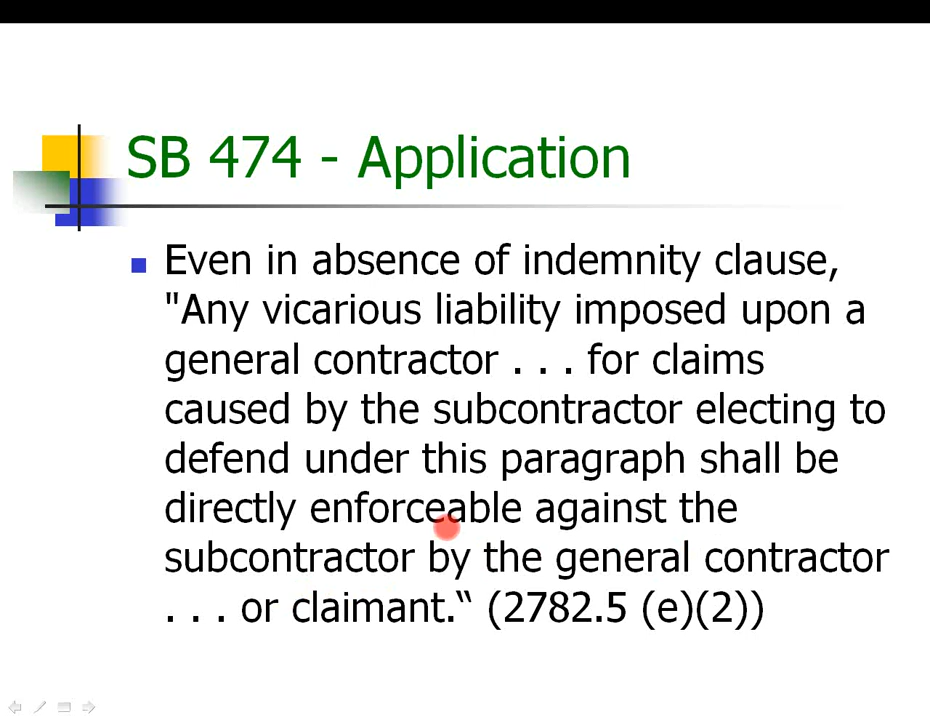 SB 474 - Application
Even in absence of indemnity clause,
"Any vicarious liability imposed upon a
general contractor . . . for claims
caused by the subcontractor electing to
defend under this paragraph shall be
directly enforceable against the
subcontractor by the general contractor
. . . or claimant.“ (2782.5 (e)(2))